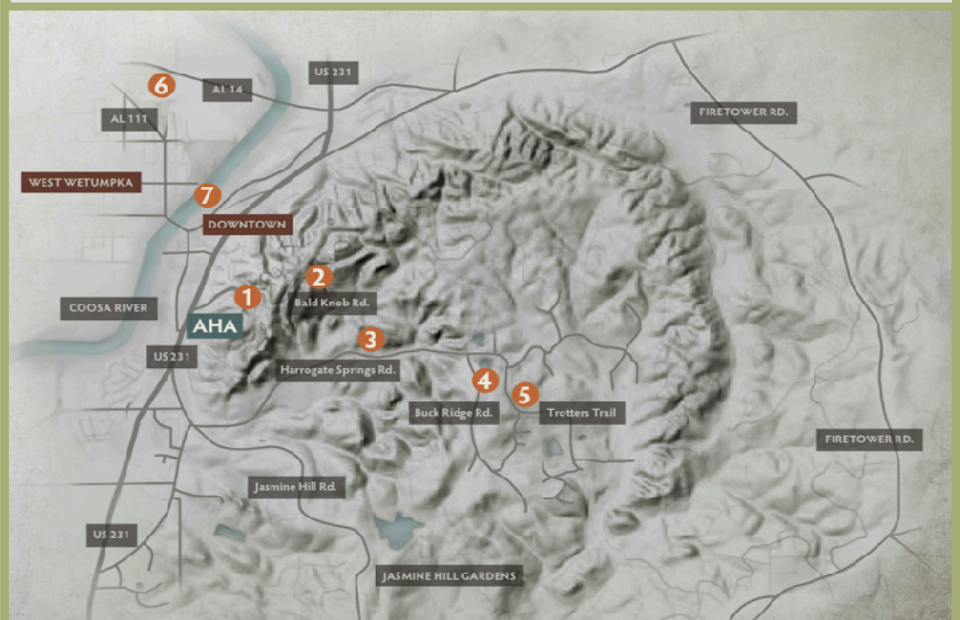 US 231
6
AL 14
AL 111
FIRETOWER RD.
WEST WETUMPKA
7
DOWNTOWN
2
1
Bald Knob Rd.
COOSA RIVER
AHA
3
US 231
Harrogate Springs Rd.
4
5
Buck Ridge Rd.
Trotters Trail
FIRETOWER RD.
Jasmine Hill Rd.
US 231
JASMINE HILL GARDENS